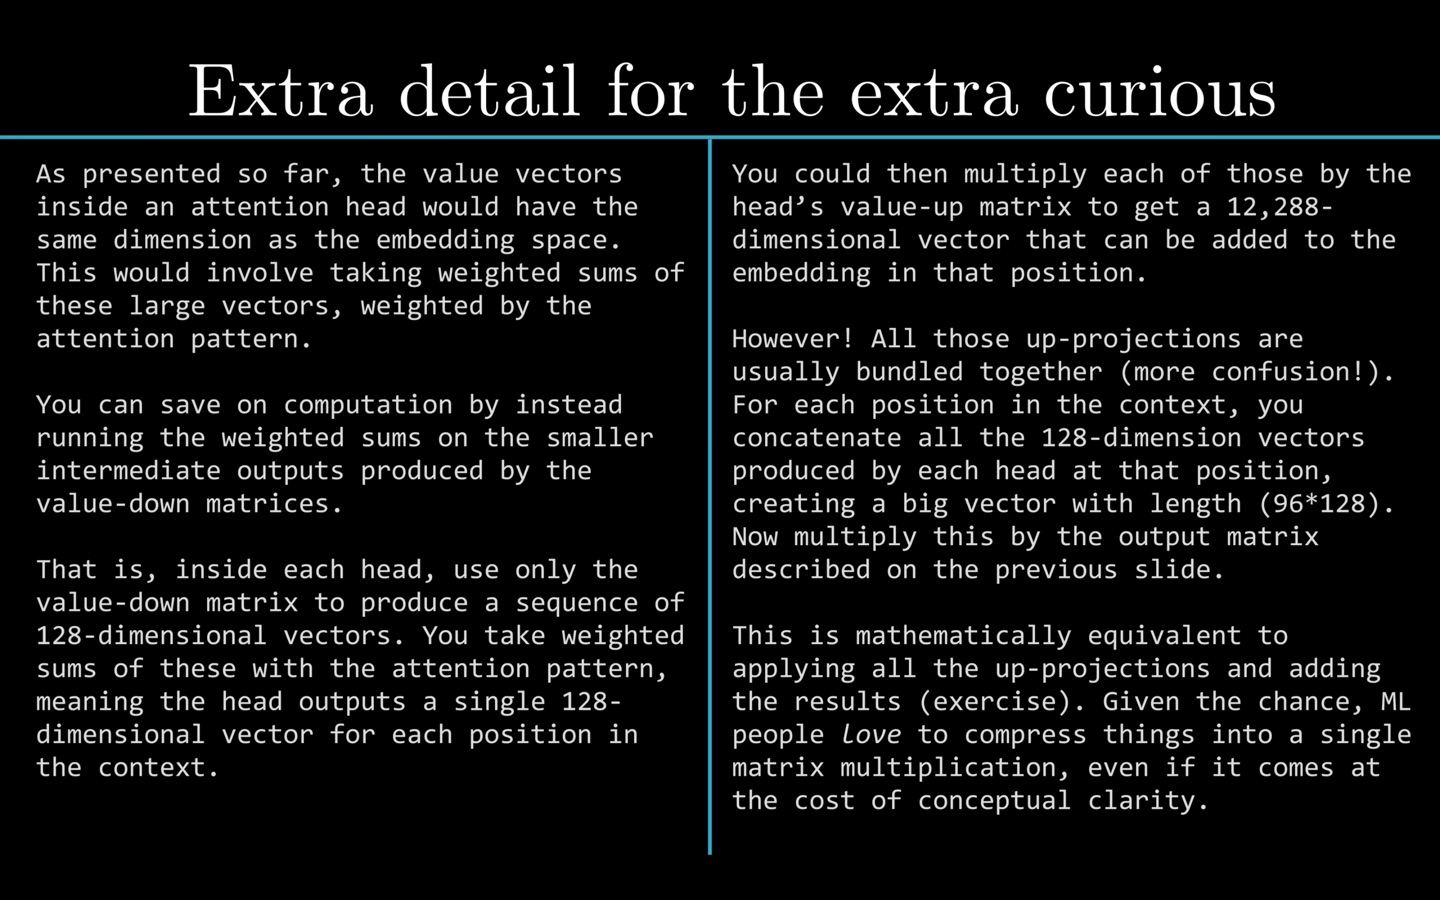 Extra detail for the extra curious
As presented so far, the value vectors
inside an attention head would have the
same dimension as the embedding space.
This would involve taking weighted sums of
these large vectors, weighted by the
attention pattern.
You can save on computation by instead
running the weighted sums on the smaller
intermediate outputs produced by the
value-down matrices.
That is, inside each head, use only the
value-down matrix to produce a sequence of
128-dimensional vectors. You take weighted
sums of these with the attention pattern,
meaning the head outputs a single 128-
dimensional vector for each position in
the context.
You could then multiply each of those by the
head’s value-up matrix to get a 12,288-
dimensional vector that can be added to the
embedding in that position.
However! All those up-projections are
usually bundled together (more confusion!).
For each position in the context, you
concatenate all the 128-dimension vectors
produced by each head at that position,
creating a big vector with length (96*128).
Now multiply this by the output matrix
described on the previous slide.
This is mathematically equivalent to
applying all the up-projections and adding
the results (exercise). Given the chance, ML
people love to compress things into a single
matrix multiplication, even if it comes at
the cost of conceptual clarity.